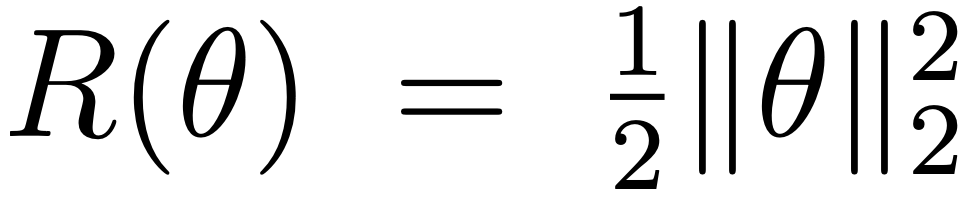 R(θ) = ½‖θ‖₂²